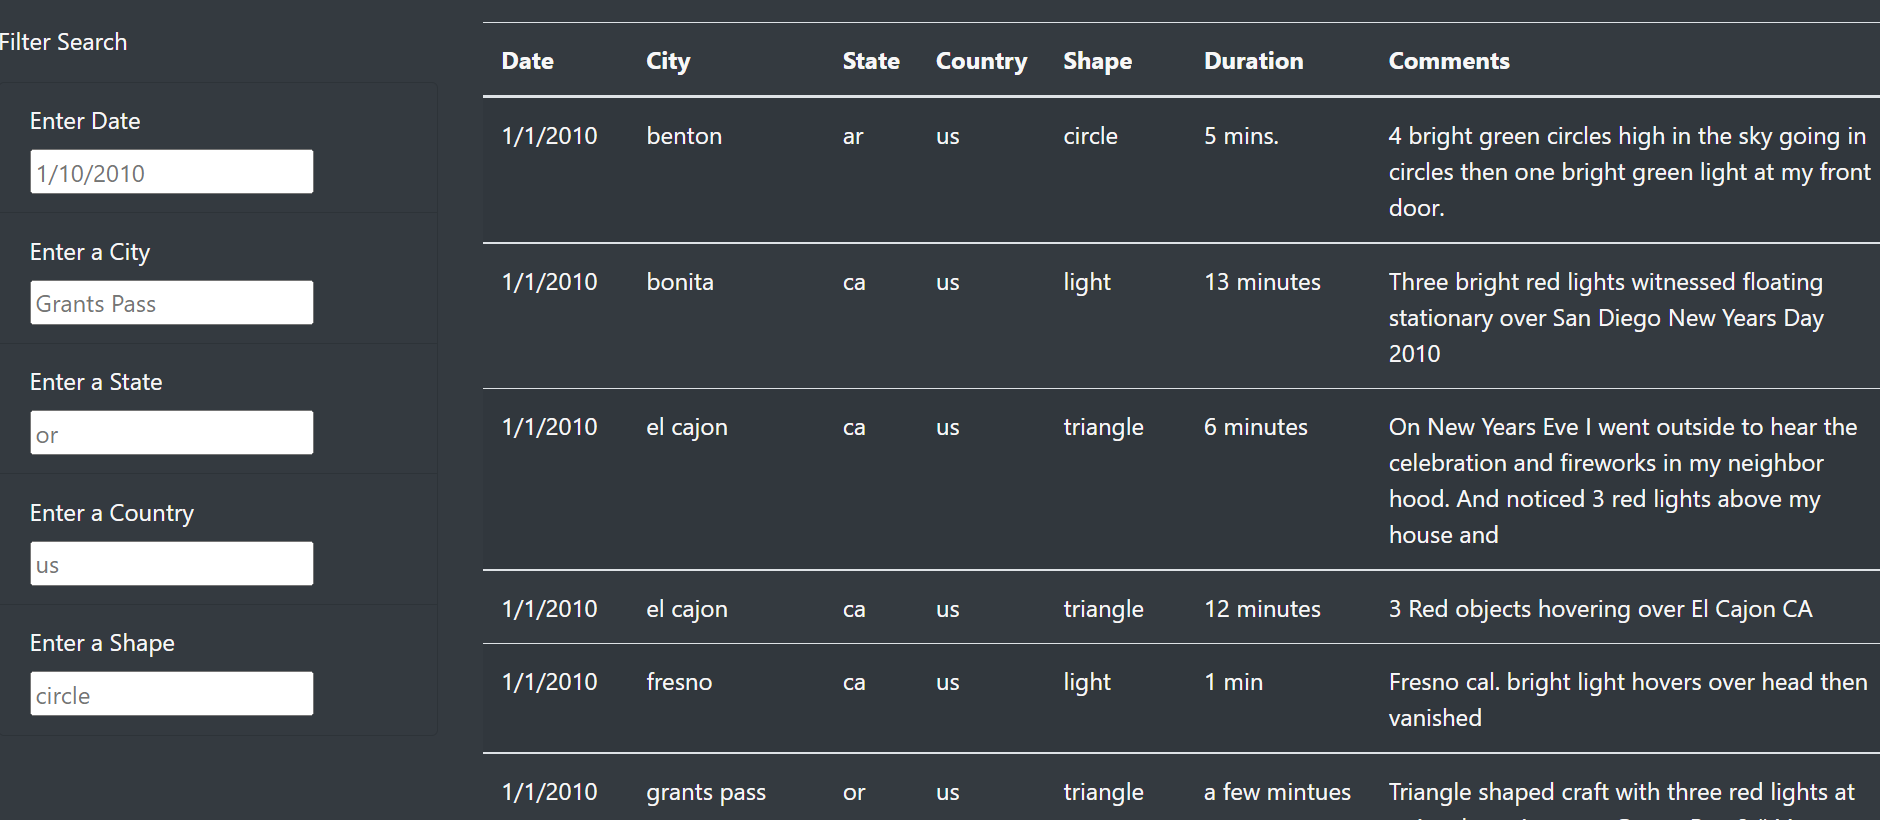 Filter Search
Enter Date
1/10/2010
Enter a City
Grants Pass
Enter a State
or
Enter a Country
us
Enter a Shape
circle
Date City State Country Shape Duration Comments
1/1/2010 benton ar us circle 5 mins. 4 bright green circles high in the sky going in
circles then one bright green light at my front
door.
1/1/2010 bonita ca us light 13 minutes Three bright red lights witnessed floating
stationary over San Diego New Years Day
2010
1/1/2010 el cajon ca us triangle 6 minutes On New Years Eve I went outside to hear the
celebration and fireworks in my neighbor
hood. And noticed 3 red lights above my
house and
1/1/2010 el cajon ca us triangle 12 minutes 3 Red objects hovering over El Cajon CA
1/1/2010 fresno ca us light 1 min Fresno cal. bright light hovers over head then
vanished
1/1/2010 grants pass or us triangle a few mintues Triangle shaped craft with three red lights at